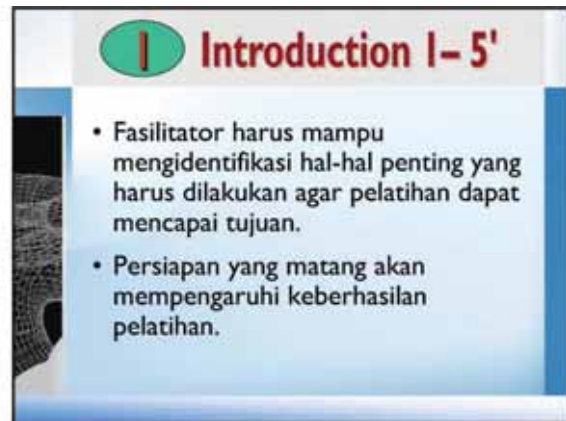 I Introduction I– 5'
• Fasilitator harus mampu
mengidentifikasi hal-hal penting yang
harus dilakukan agar pelatihan dapat
mencapai tujuan.
• Persiapan yang matang akan
mempengaruhi keberhasilan
pelatihan.